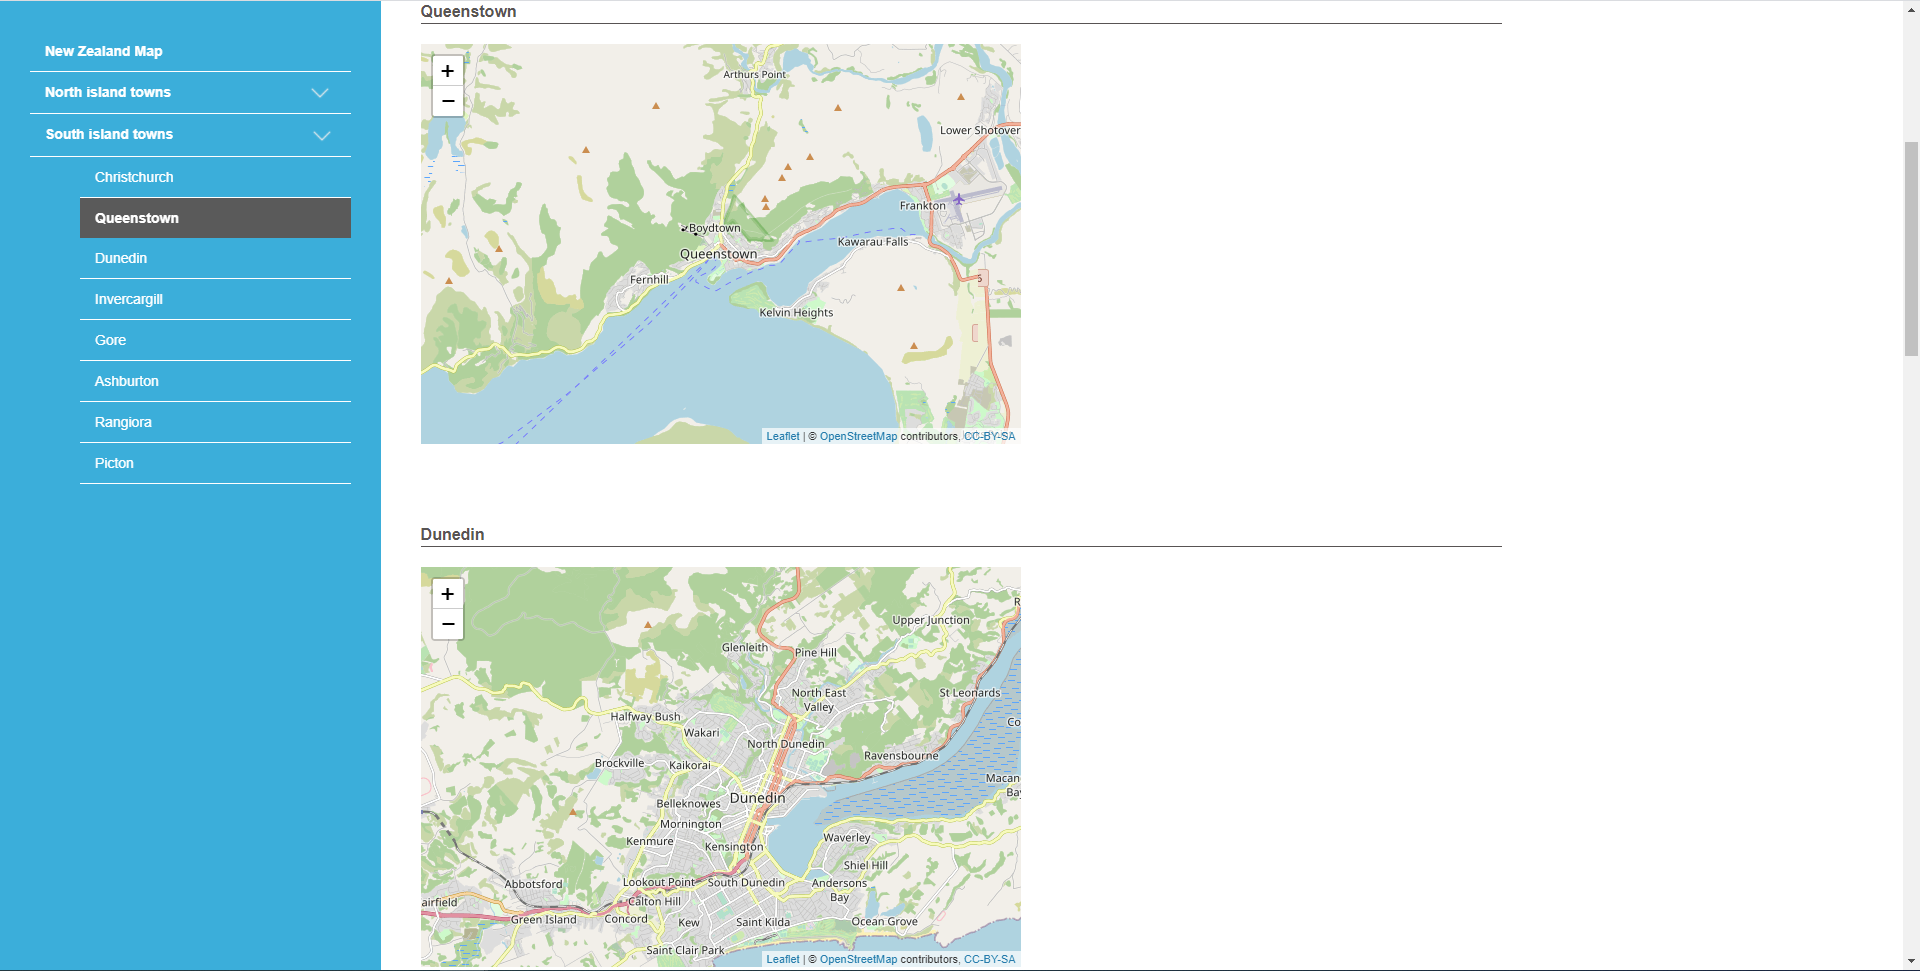 New Zealand Map
North island towns
South island towns
Christchurch
Queenstown
Dunedin
Invercargill
Gore
Ashburton
Rangiora
Picton
Queenstown
+
−
Arthurs Point
Lower Shotover
Frankton
Boydtown
Kawarau Falls
Queenstown
Fernhill
6
Kelvin Heights
Leaflet | © OpenStreetMap contributors, CC-BY-SA
Dunedin
+
−
R
Upper Junction
Glenleith
Pine Hill
North East
Valley
St Leonards
Halfway Bush
Co
Wakari
North Dunedin
Ravensbourne
Brockville
Kaikorai
Macan
Bay
Dunedin
Belleknowes
Mornington
Waverley
Kenmure
Kensington
Shiel Hill
Abbotsford
Lookout Point
South Dunedin
Andersons
Bay
airfield
Calton Hill
Green Island
Concord
Kew
Saint Kilda
Ocean Grove
Saint Clair Park
Leaflet | © OpenStreetMap contributors, CC-BY-SA